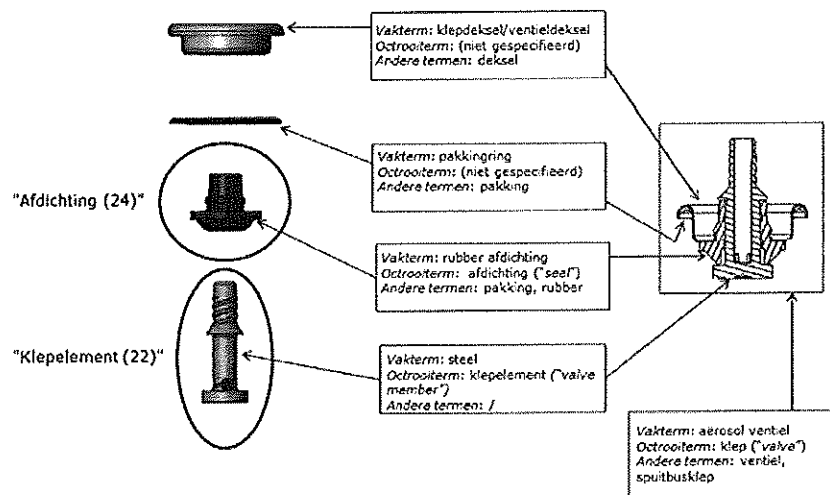 Vakterm: klepdeksel/ventieldeksel
Octrooiterm: (niet gespecifieerd)
Andere termen: deksel
Vakterm: pakkingring
Octrooiterm: (niet gespecifieerd)
Andere termen: pakking
"Afdichting (24)"
Vakterm: rubber afdichting
Octrooiterm: afdichting ("seal")
Andere termen: pakking, rubber
"Klepelement (22)"
Vakterm: steel
Octrooiterm: klepelement ("valve
member")
Andere termen: /
Vakterm: aërosol ventiel
Octrooiterm: klep ("valve")
Andere termen: ventiel,
spuitbusklep